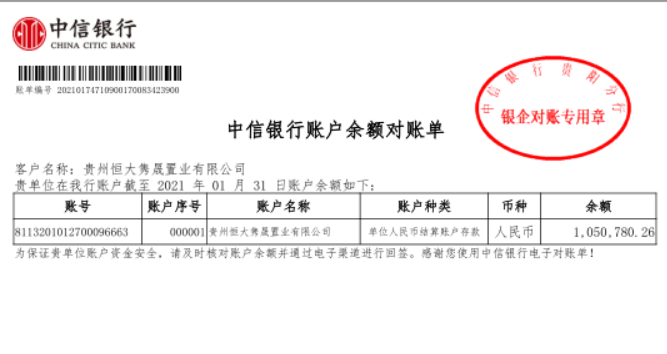 中信银行
CHINA CITIC BANK
账单编号 20210174710900170083423900
中信银行贵阳分行
银企对账专用章
中信银行账户余额对账单
客户名称：贵州恒大隽晟置业有限公司
贵单位在我行账户截至 2021 年 01 月 31 日账户余额如下：
账号 账户序号 账户名称 账户种类 币种 余额
8113201012700096663 000001 贵州恒大隽晟置业有限公司 单位人民币结算账户存款 人民币 1,050,780.26
为保证贵单位账户资金安全，请及时核对账户余额并通过电子渠道进行回签。感谢您使用中信银行电子对账单！